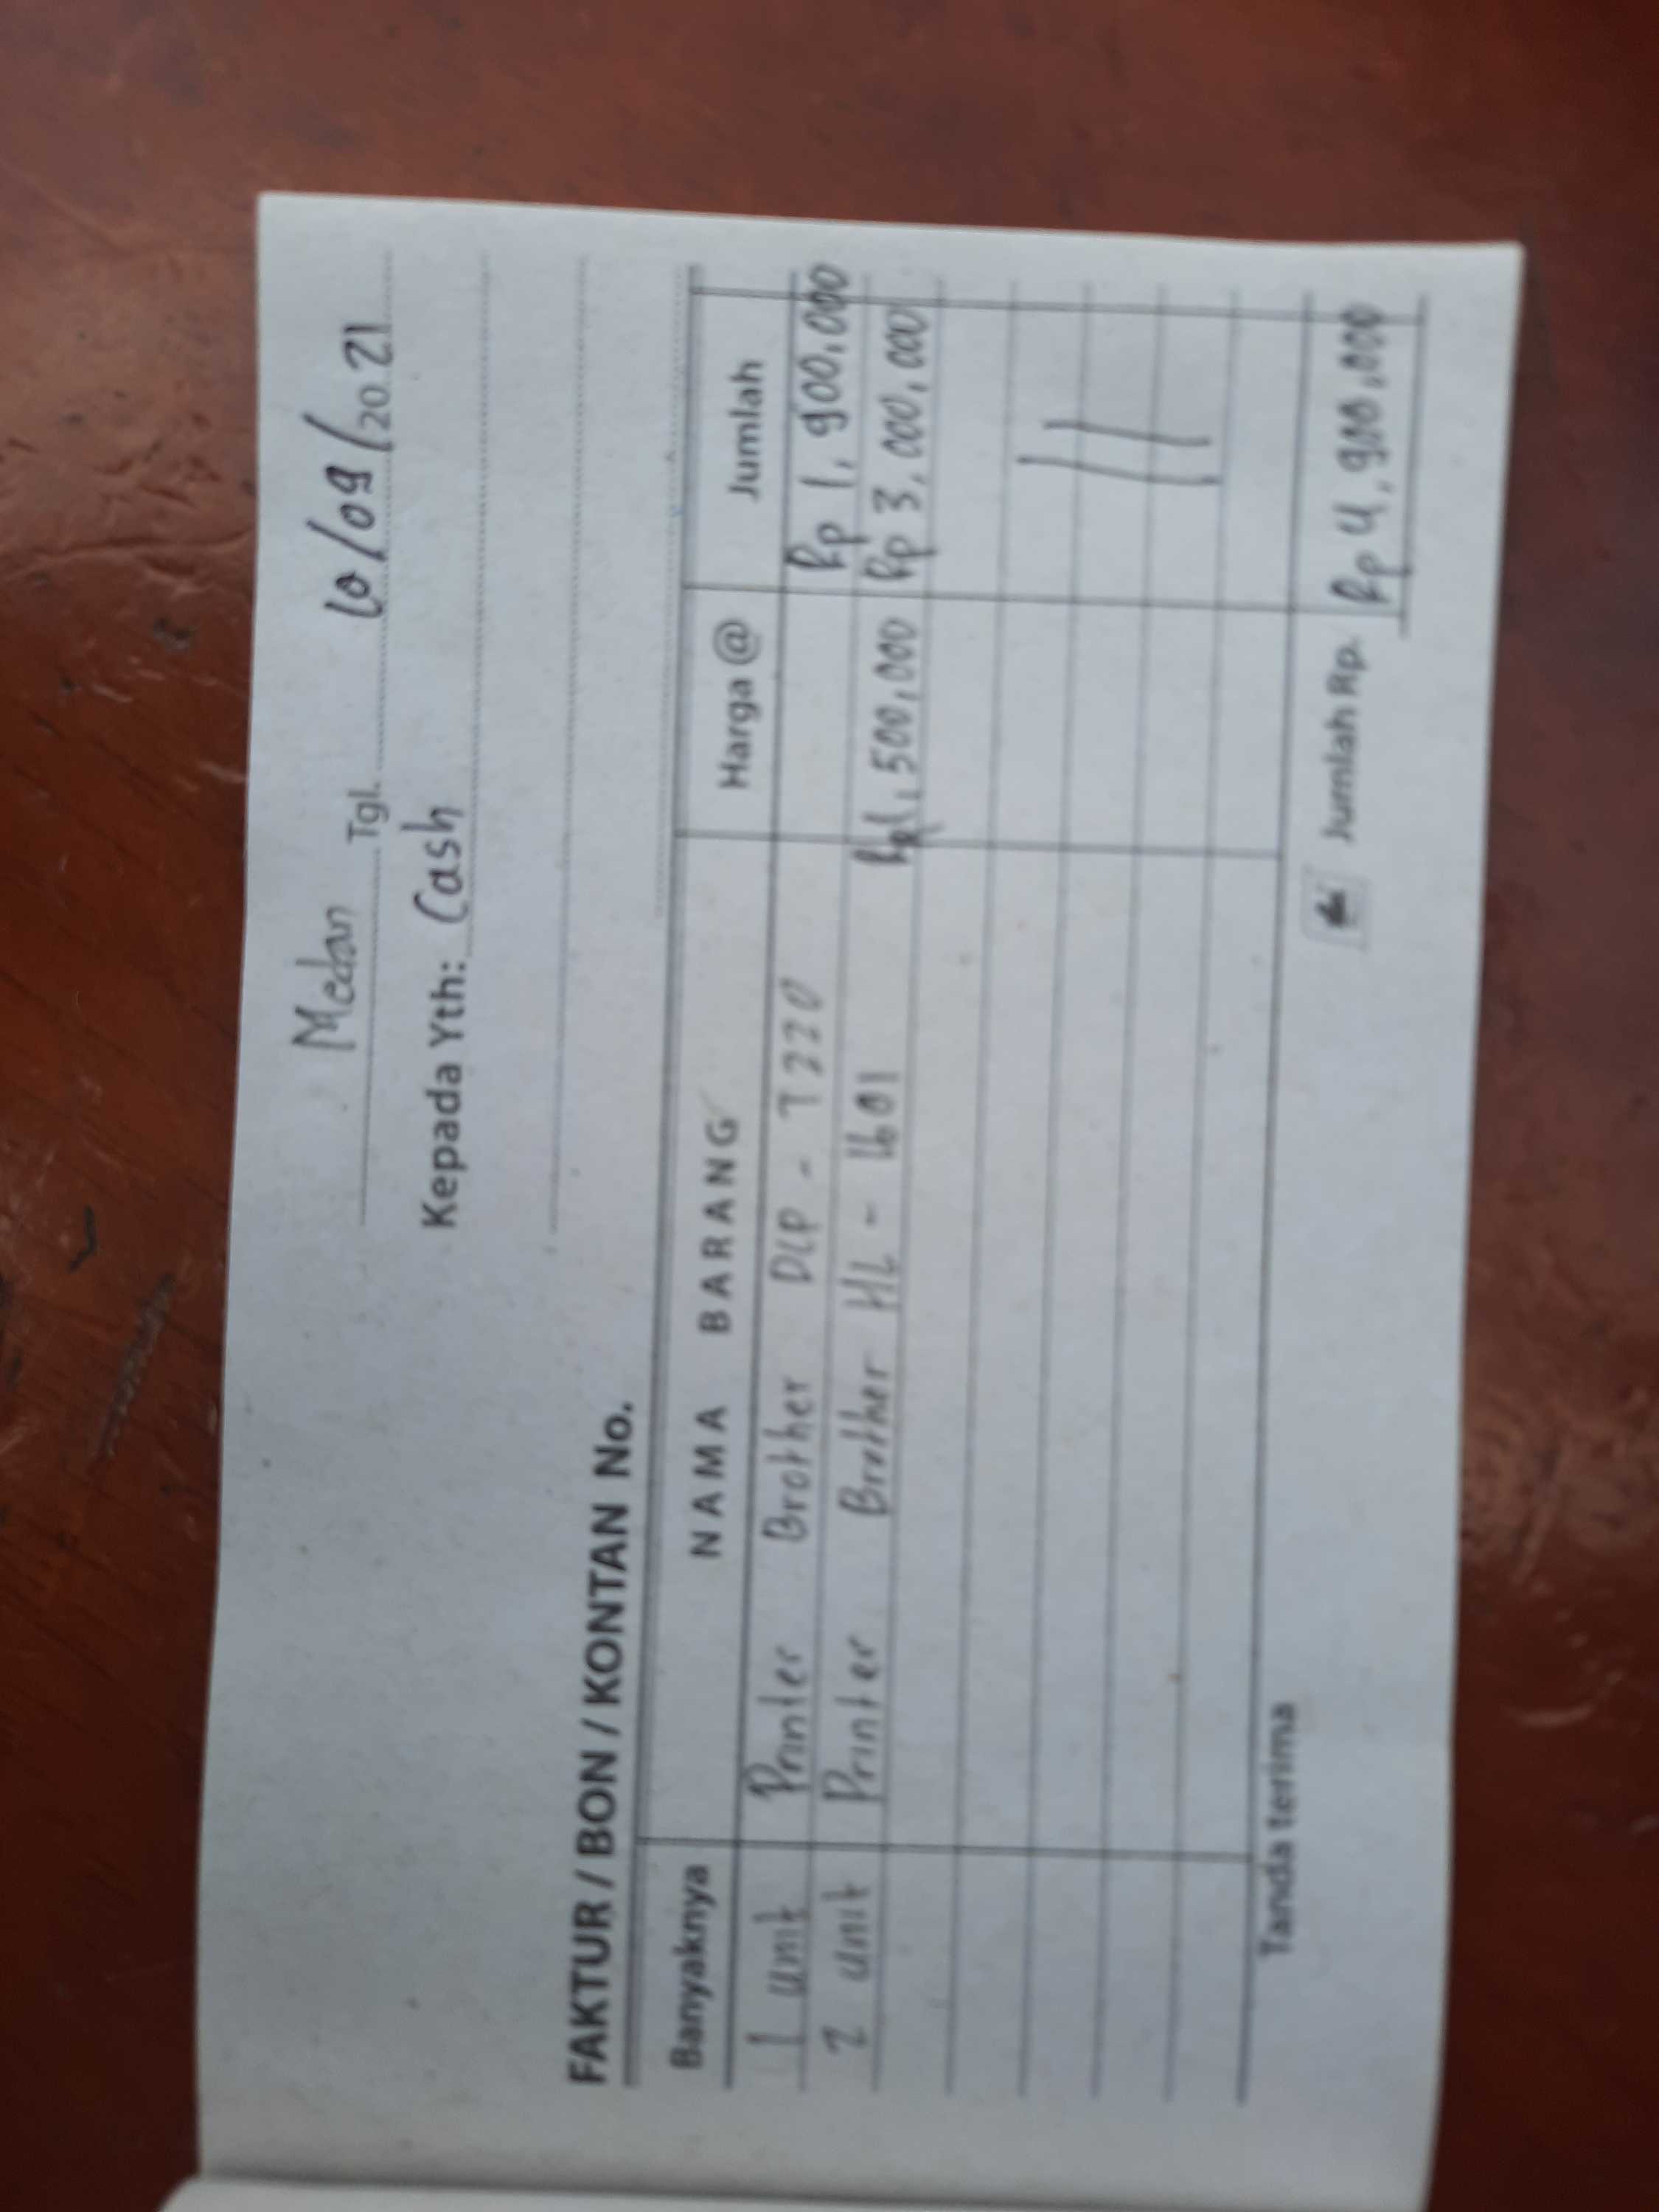 Medan Tgl. 10/09/2021
Kepada Yth: Cash
FAKTUR / BON / KONTAN No.
Banyaknya NAMA BARANG Harga @ Jumlah
1 unit Printer Brother DCP - T220 Rp 1,900,000
2 unit Printer Brother HL - 1601 Rp1,500,000 Rp 3,000,000
Tanda terima Jumlah Rp. Rp 4,900,000